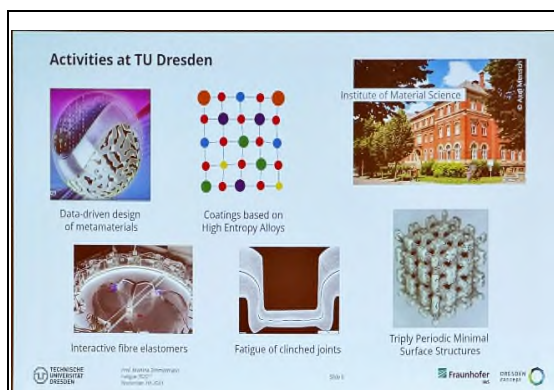 Activities at TU Dresden
Institute of Material Science
Data-driven design
of metamaterials
Coatings based on
High Entropy Alloys
Interactive fibre elastomers
Fatigue of clinched joints
Triply Periodic Minimal
Surface Structures
TECHNISCHE
UNIVERSITÄT
DRESDEN
Fraunhofer
DRESDEN
concept